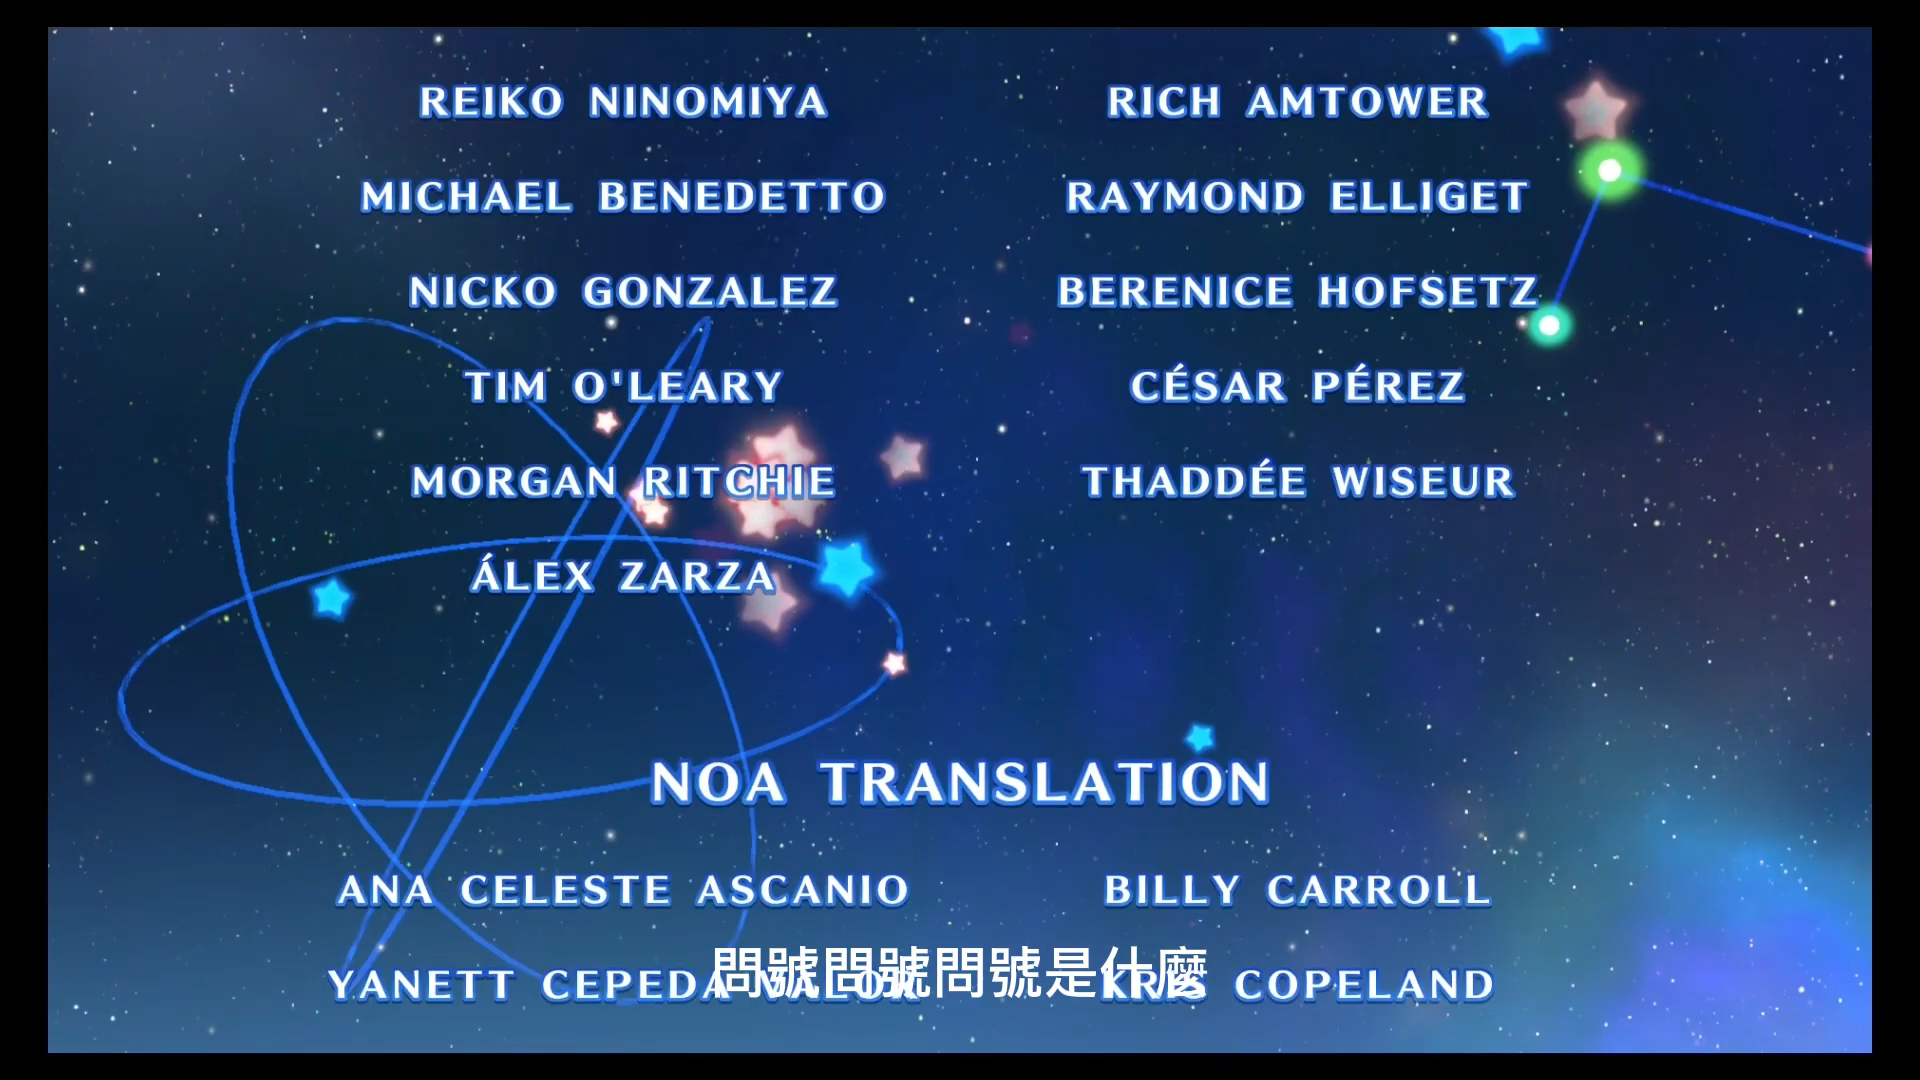 REIKO NINOMIYA RICH AMTOWER
MICHAEL BENEDETTO RAYMOND ELLIGET
NICKO GONZALEZ BERENICE HOFSETZ
TIM O'LEARY CÉSAR PÉREZ
MORGAN RITCHIE THADDÉE WISEUR
ÁLEX ZARZA
NOA TRANSLATION
ANA CELESTE ASCANIO BILLY CARROLL
YANETT CEPEDA KRIS COPELAND
問號問號問號是什麼